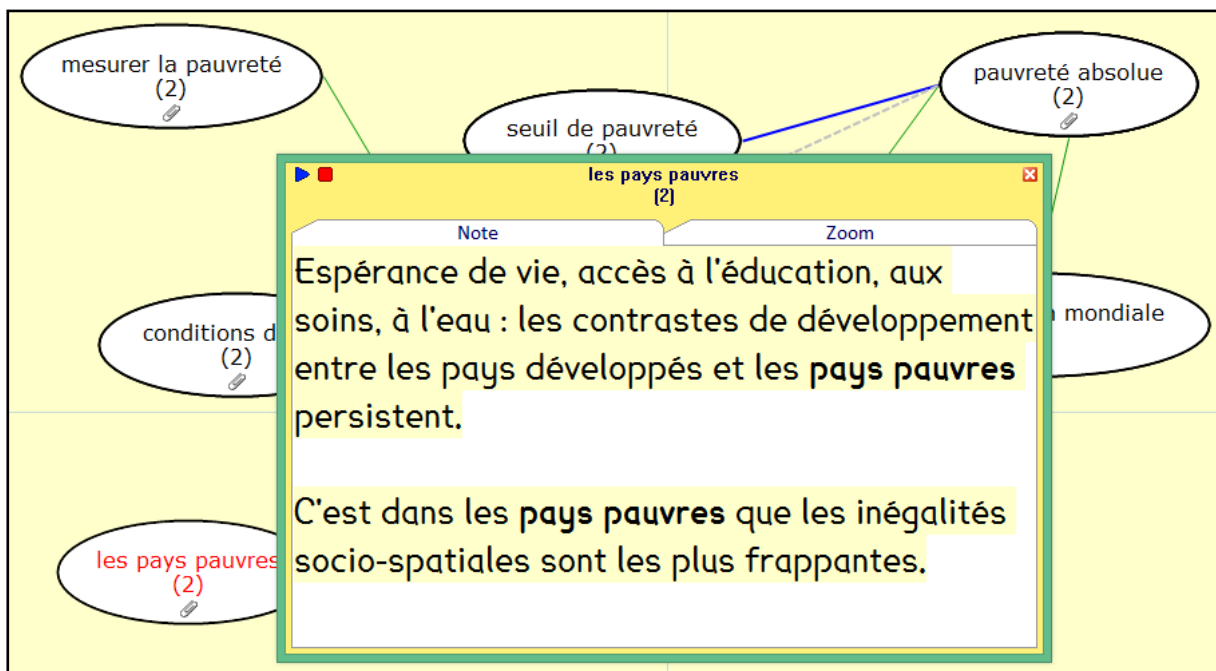 mesurer la pauvreté
(2)
seuil de pauvreté
(2)
pauvreté absolue
(2)
les pays pauvres
(2)
Note
Zoom
Espérance de vie, accès à l'éducation, aux
soins, à l'eau : les contrastes de développement
entre les pays développés et les pays pauvres
persistent.
C'est dans les pays pauvres que les inégalités
socio-spatiales sont les plus frappantes.
conditions d
(2)
mondiale
les pays pauvres
(2)